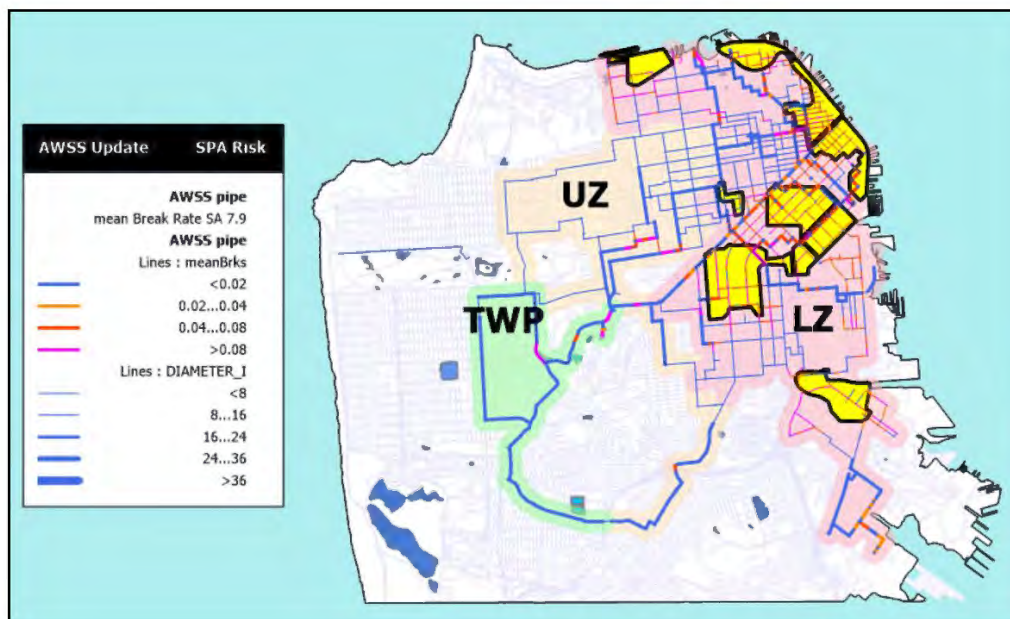 AWSS Update SPA Risk
AWSS pipe
mean Break Rate SA 7.9
AWSS pipe
Lines : meanBrks
<0.02
0.02...0.04
0.04...0.08
>0.08
Lines : DIAMETER_I
<8
8...16
16...24
24...36
>36
UZ
TWP
LZ